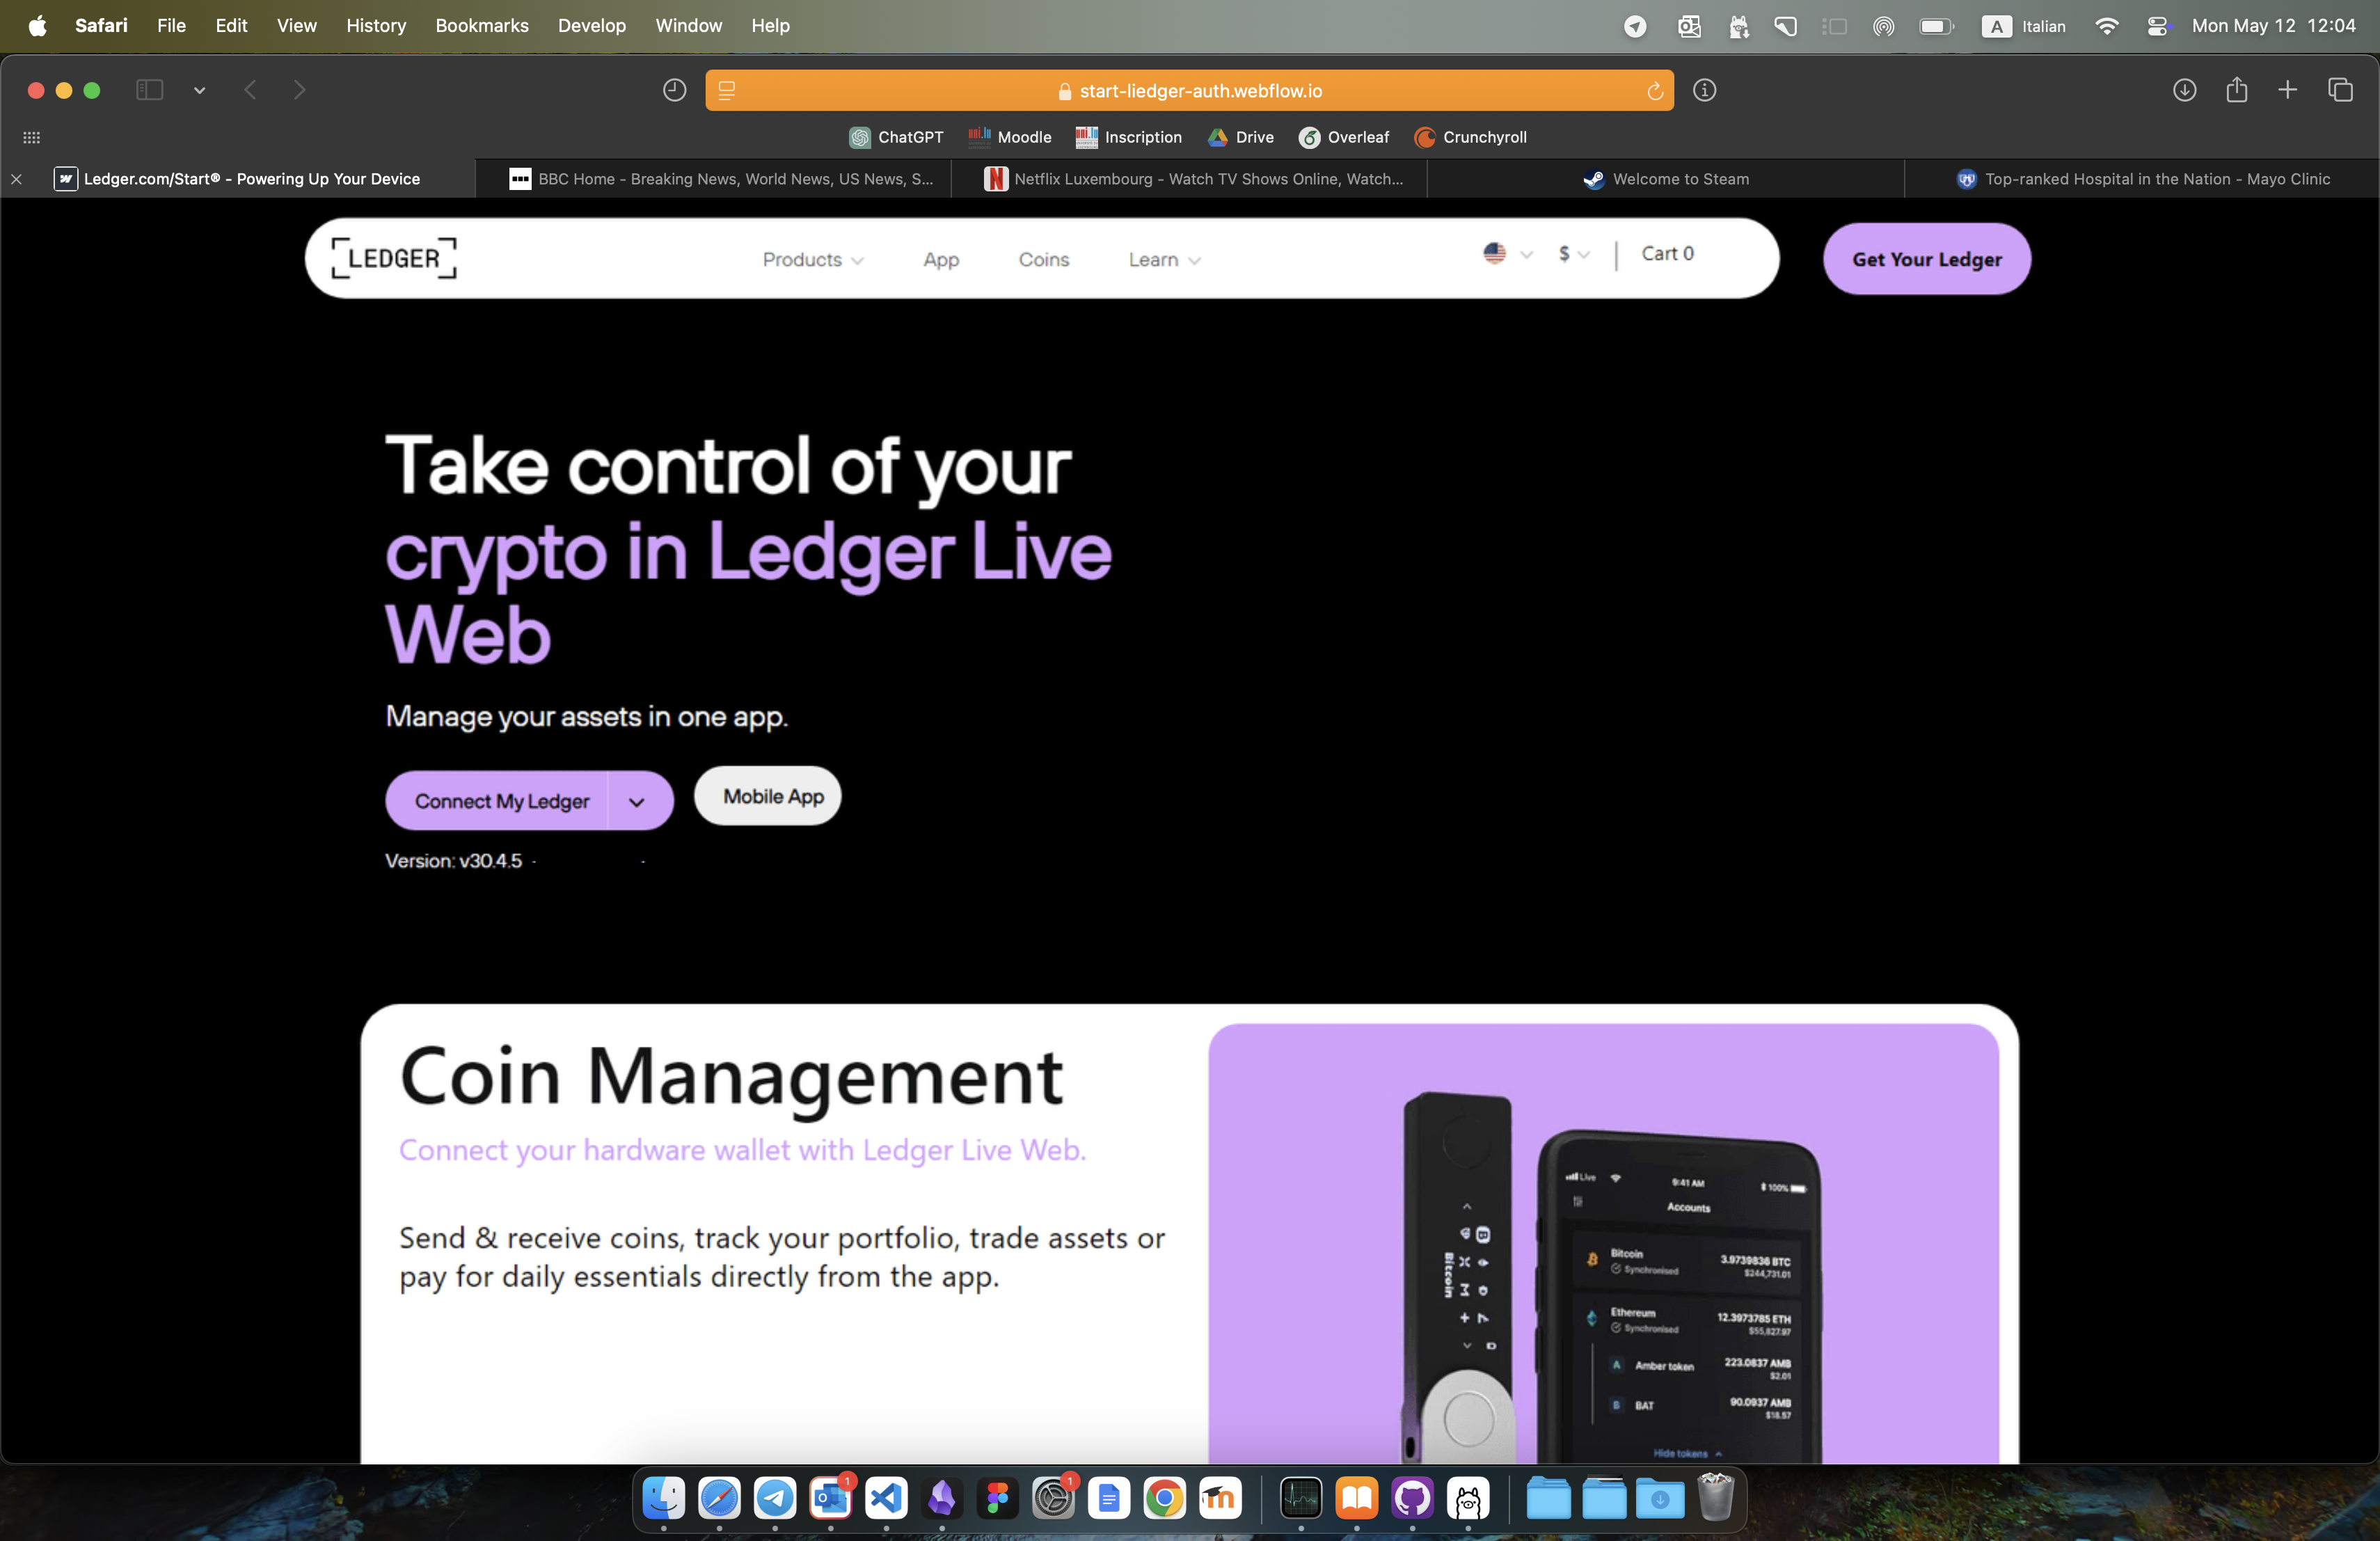 Safari File Edit View History Bookmarks Develop Window Help
A Italian Mon May 12 12:04
start-liedger-auth.webflow.io
ChatGPT Moodle Inscription Drive Overleaf Crunchyroll
Ledger.com/Start® - Powering Up Your Device
BBC Home - Breaking News, World News, US News, S...
Netflix Luxembourg - Watch TV Shows Online, Watch...
Welcome to Steam
Top-ranked Hospital in the Nation - Mayo Clinic
LEDGER Products App Coins Learn $ Cart 0 Get Your Ledger
Take control of your
crypto in Ledger Live
Web
Manage your assets in one app.
Connect My Ledger Mobile App
Version: v30.4.5
Coin Management
Connect your hardware wallet with Ledger Live Web.
Send & receive coins, track your portfolio, trade assets or
pay for daily essentials directly from the app.
Bitcoin
Live 9:41 AM 100%
Accounts
Bitcoin 3.9739836 BTC
Synchronised $244,731.01
Ethereum 12.3973785 ETH
Synchronised $55,827.97
A Amber token 223.0837 AMB
$2.01
B BAT 90.0937 AMB
$18.57
Hide tokens
1
1